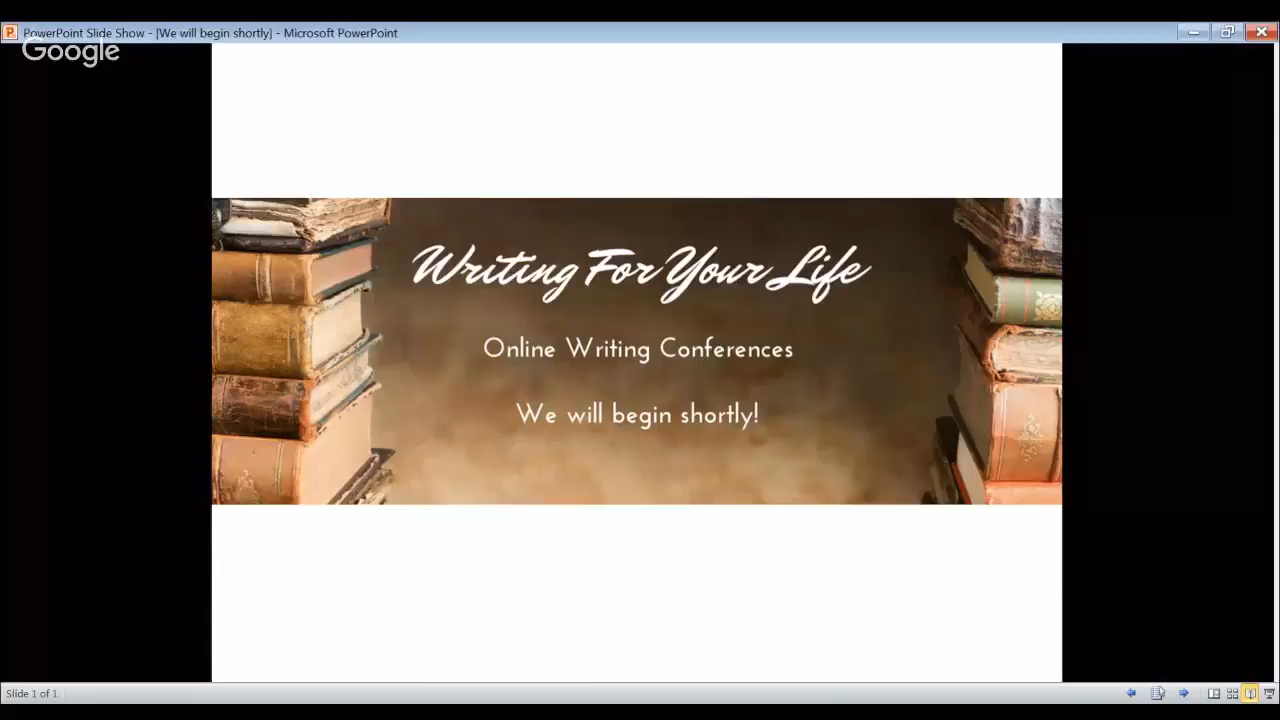 PowerPoint Slide Show - [We will begin shortly] - Microsoft PowerPoint
Google
Writing For Your Life
Online Writing Conferences
We will begin shortly!
Slide 1 of 1